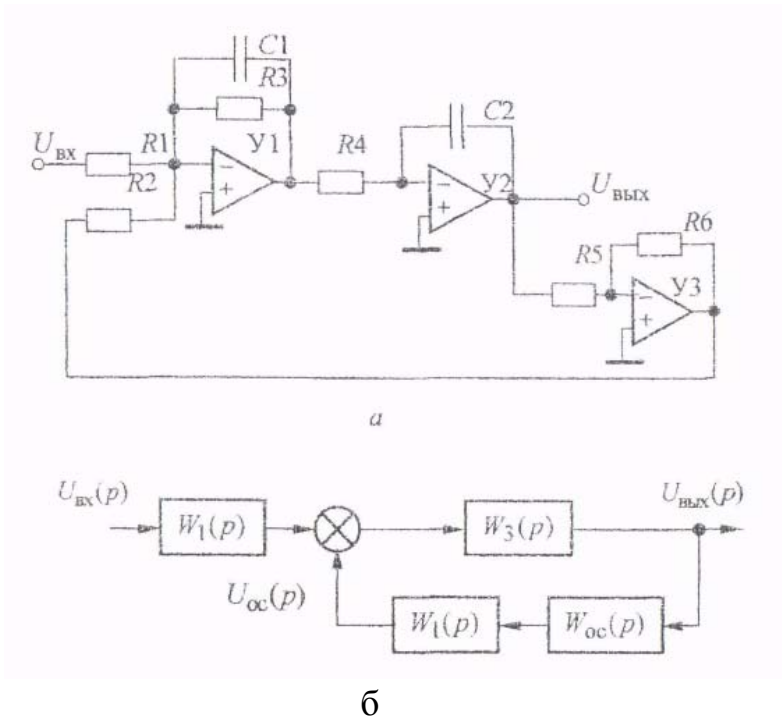 C1
R3
U вх R1 У1 R4 C2
R2 У2 U вых
R5 R6
У3
− + − + − +
а
U вх (p) U вых (p)
W1(p) W3(p)
U ос (p) W1(p) W ос (p)
б